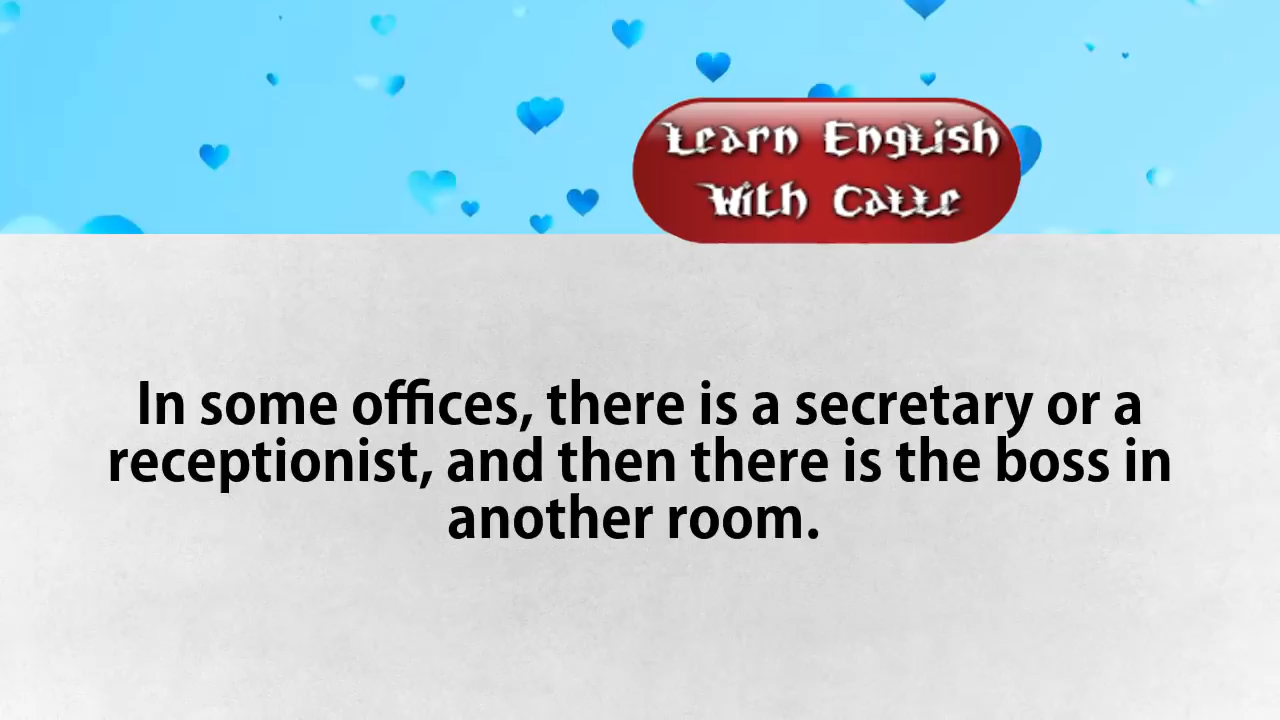 Learn English
With Calle
In some offices, there is a secretary or a
receptionist, and then there is the boss in
another room.